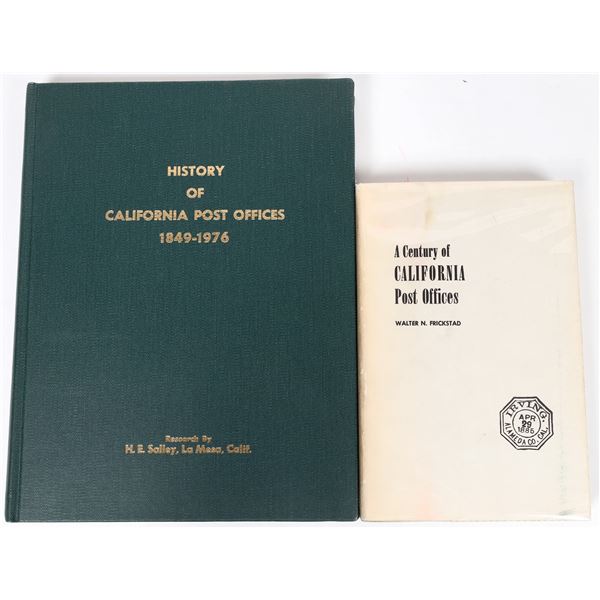 HISTORY
OF
CALIFORNIA POST OFFICES
1849-1976
Research By
H. E. Salley, La Mesa, Calif.
A Century of
CALIFORNIA
Post Offices
WALTER N. FRICKSTAD
IRVING,
APR
29
1886
ALAMEDA CO. CAL.